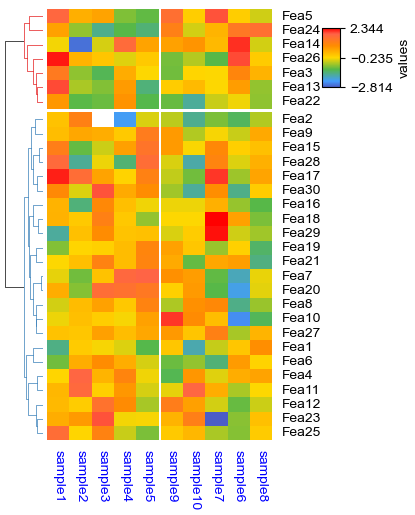 Fea5
Fea24
Fea14
Fea26
Fea3
Fea13
Fea22
Fea2
Fea9
Fea15
Fea28
Fea17
Fea30
Fea16
Fea18
Fea29
Fea19
Fea21
Fea7
Fea20
Fea8
Fea10
Fea27
Fea1
Fea6
Fea4
Fea11
Fea12
Fea23
Fea25
sample1
sample2
sample3
sample4
sample5
sample9
sample10
sample7
sample6
sample8
2.344
-0.235
-2.814
values